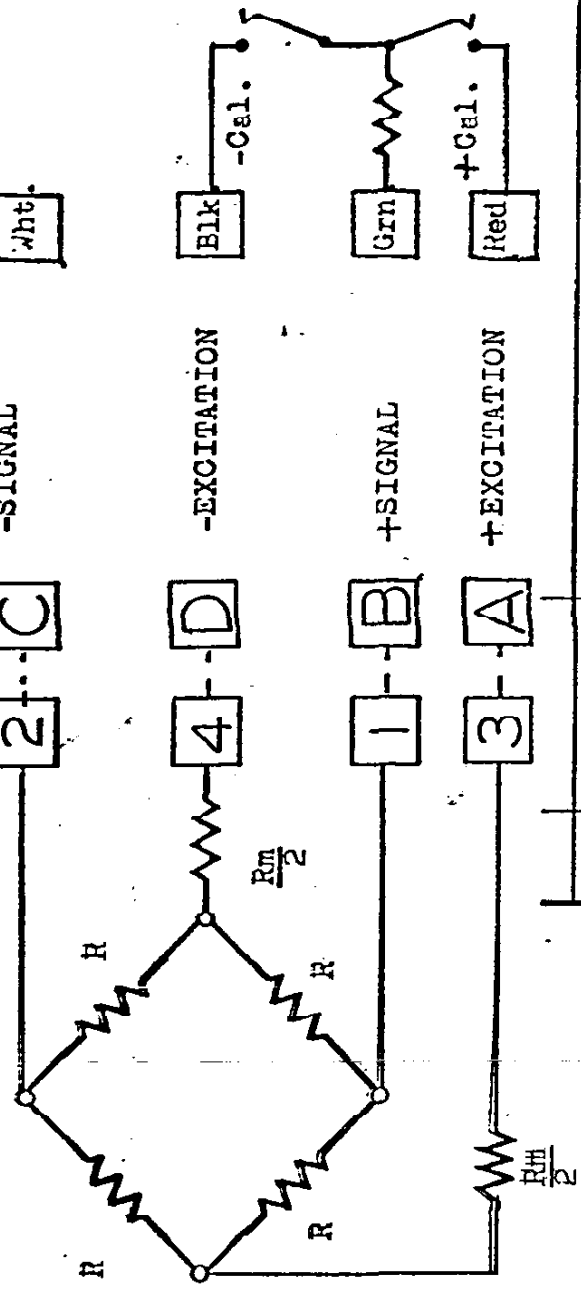 2 C -SIGNAL Wht.
R R
-Cal.
4 D -EXCITATION Blk
Rm/2
R R
1 B +SIGNAL Grn
+Cal.
3 A +EXCITATION Red
Rm/2